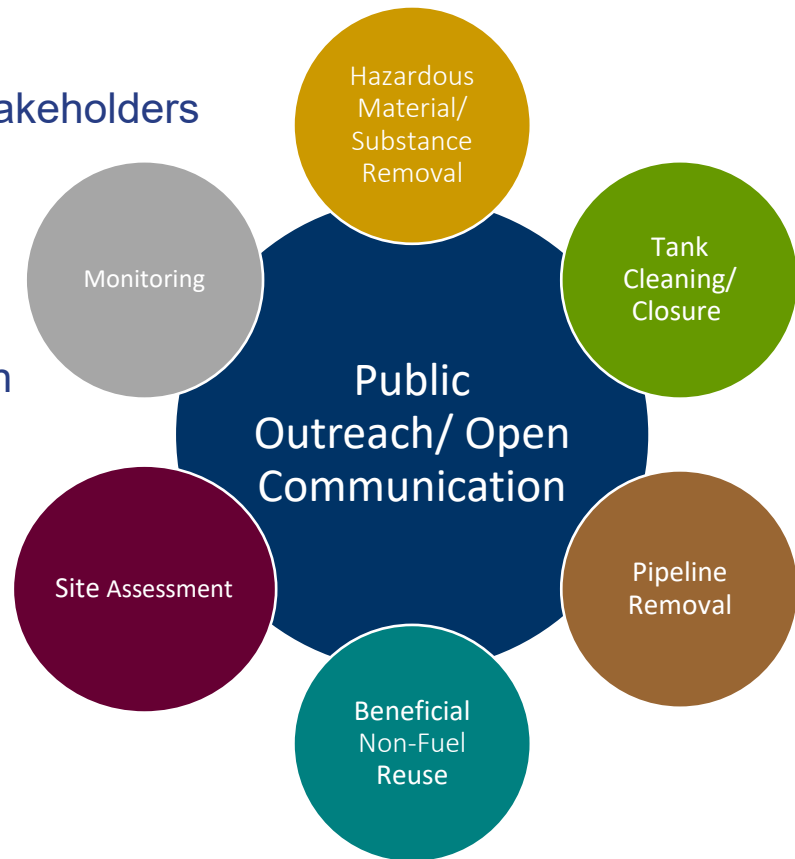 Hazardous
Material/
Substance
Removal
Tank
Cleaning/
Closure
Pipeline
Removal
Beneficial
Non-Fuel
Reuse
Site Assessment
Monitoring
Public
Outreach/ Open
Communication
akeholders